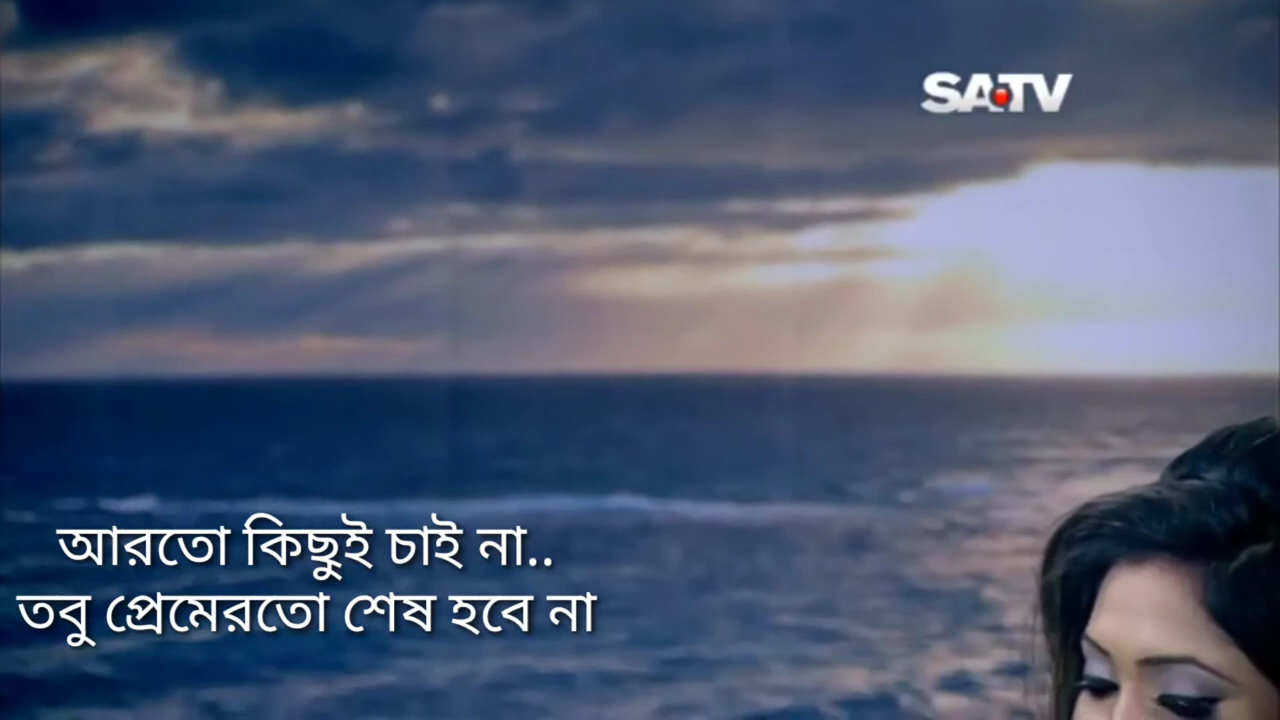 SATV
আরতো কিছুই চাই না..
তবু প্রেমেরতো শেষ হবে না